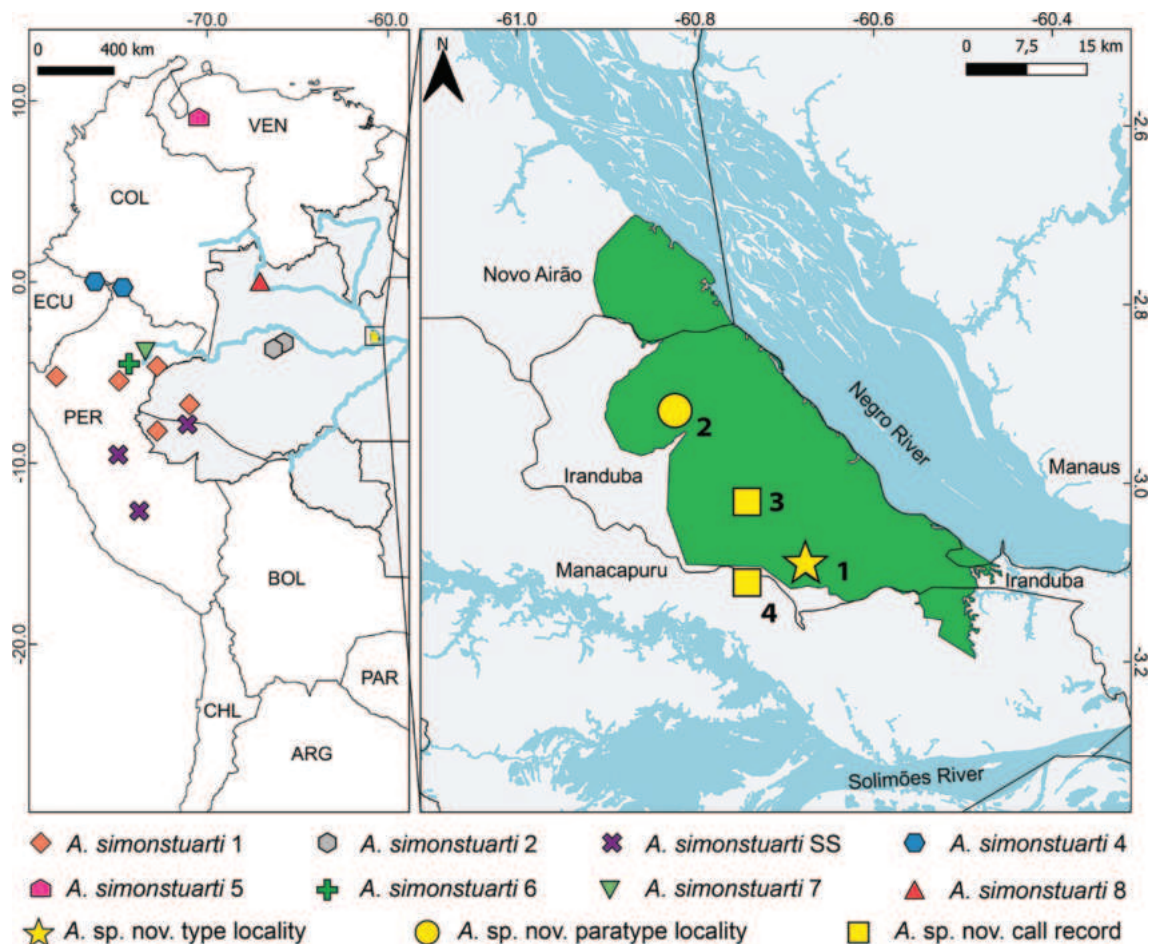 -70.0 -60.0 -61.0 -60.8 -60.6 -60.4
0 400 km
N
0 7,5 15 km
10.0
0.0
-10.0
-20.0
-2.6
-2.8
-3.0
-3.2
VEN
COL
ECU
PER
BOL
PAR
CHL
ARG
Novo Airão
Negro River
Manaus
2
Iranduba
3
Manacapuru
1
Iranduba
4
Solimões River
A. simonstuarti 1 A. simonstuarti 2 A. simonstuarti SS A. simonstuarti 4
A. simonstuarti 5 A. simonstuarti 6 A. simonstuarti 7 A. simonstuarti 8
A. sp. nov. type locality A. sp. nov. paratype locality A. sp. nov. call record